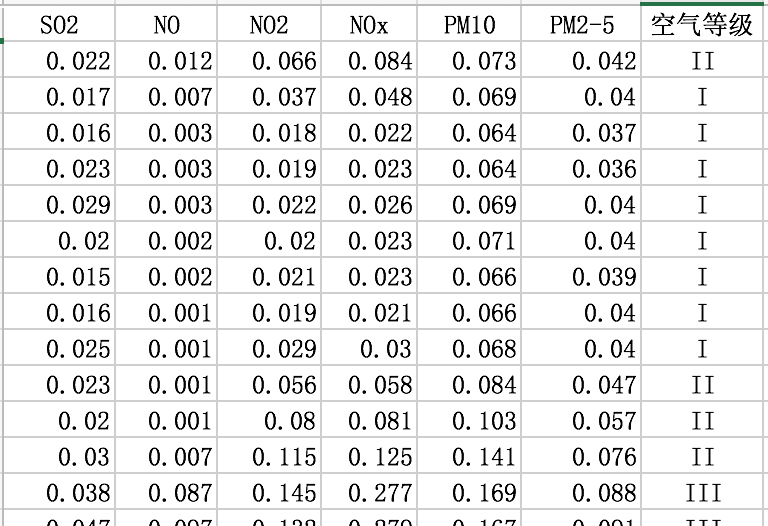 SO2 NO NO2 NOx PM10 PM2-5 空气等级
0.022 0.012 0.066 0.084 0.073 0.042 II
0.017 0.007 0.037 0.048 0.069 0.04 I
0.016 0.003 0.018 0.022 0.064 0.037 I
0.023 0.003 0.019 0.023 0.064 0.036 I
0.029 0.003 0.022 0.026 0.069 0.04 I
0.02 0.002 0.02 0.023 0.071 0.04 I
0.015 0.002 0.021 0.023 0.066 0.039 I
0.016 0.001 0.019 0.021 0.066 0.04 I
0.025 0.001 0.029 0.03 0.068 0.04 I
0.023 0.001 0.056 0.058 0.084 0.047 II
0.02 0.001 0.08 0.081 0.103 0.057 II
0.03 0.007 0.115 0.125 0.141 0.076 II
0.038 0.087 0.145 0.277 0.169 0.088 III